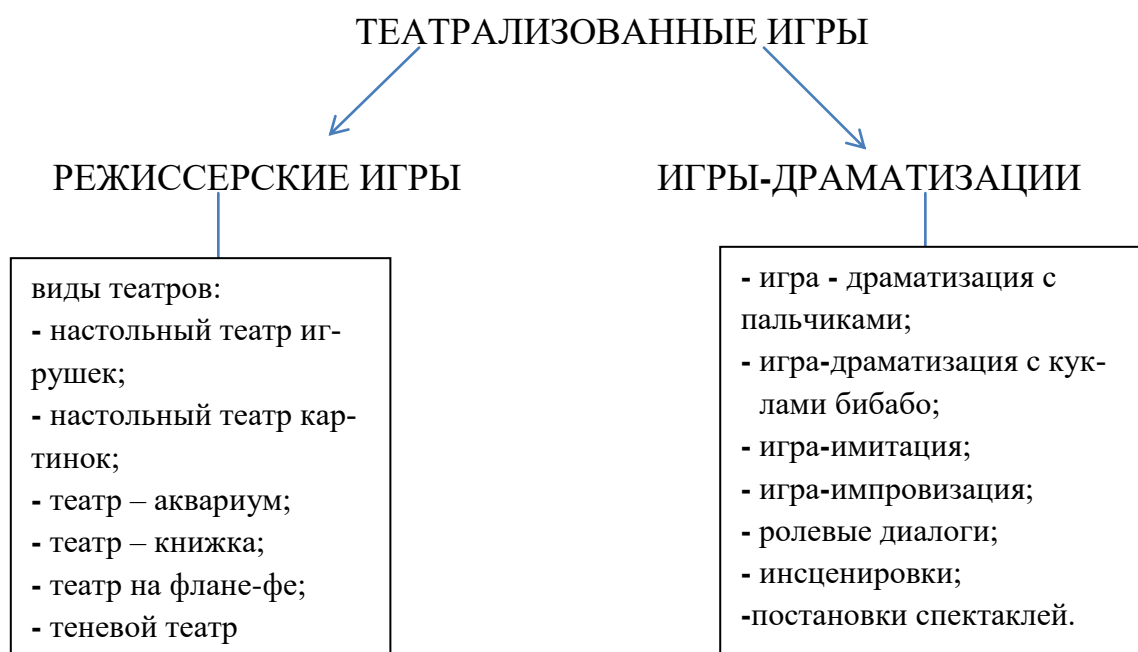 ТЕАТРАЛИЗОВАННЫЕ ИГРЫ
РЕЖИССЕРСКИЕ ИГРЫ
виды театров:
- настольный театр иг-
рушек;
- настольный театр кар-
тинок;
- театр – аквариум;
- театр – книжка;
- театр на флане-фе;
- теневой театр
ИГРЫ-ДРАМАТИЗАЦИИ
- игра - драматизация с
пальчиками;
- игра-драматизация с кук-
лами бибабо;
- игра-имитация;
- игра-импровизация;
- ролевые диалоги;
- инсценировки;
-постановки спектаклей.